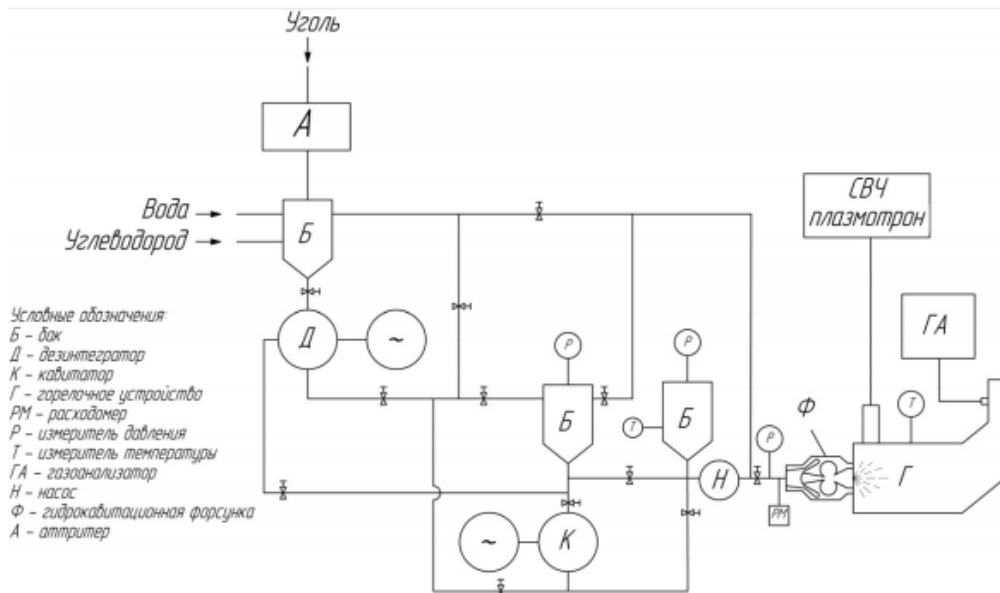 Уголь
А
Вода
Углеводород
Б
СВЧ
плазмотрон
ГА
Д
~
Р
Р
Б
Т
Б
Р
Ф
Т
Г
Н
РМ
~
К
Условные обозначения:
Б – бак
Д – дезинтегратор
К – кавитатор
Г – горелочное устройство
РМ – расходомер
Р – измеритель давления
Т – измеритель температуры
ГА – газоанализатор
Н – насос
Ф – гидрокавитационная форсунка
А – аттритер